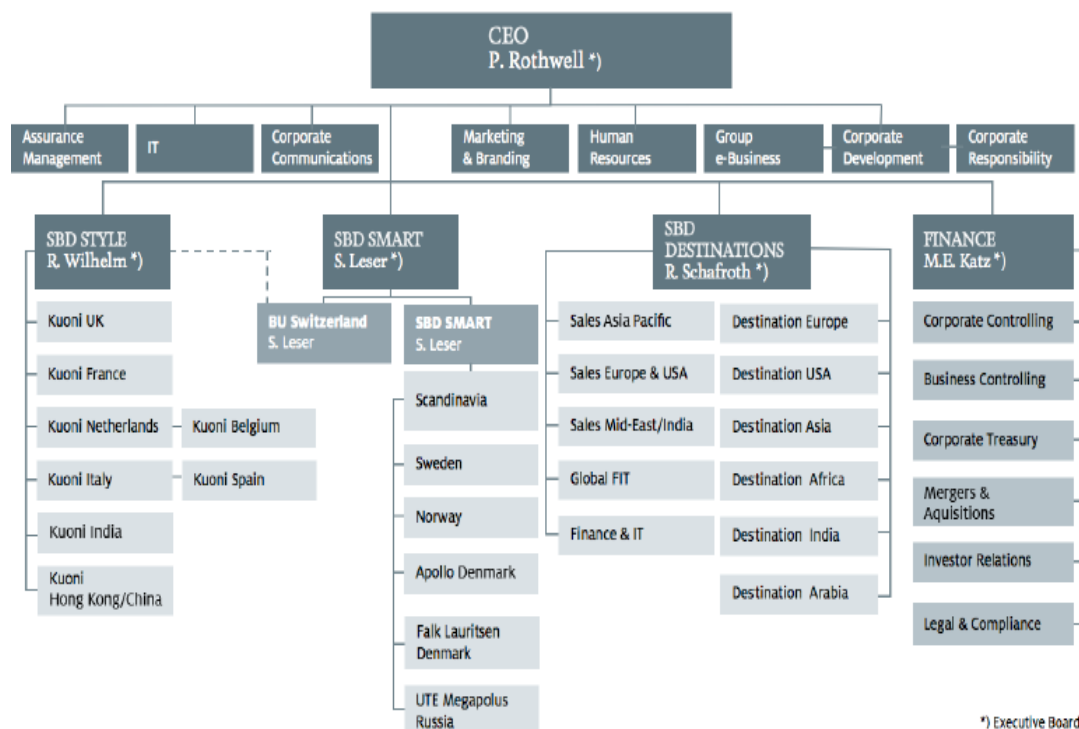 CEO
P. Rothwell *)
Assurance
Management
IT
Corporate
Communications
Marketing
& Branding
Human
Resources
Group
e-Business
Corporate
Development
Corporate
Responsibility
SBD STYLE
R. Wilhelm *)
SBD SMART
S. Leser *)
SBD
DESTINATIONS
R. Schafroth *)
FINANCE
M.E. Katz *)
Kuoni UK
Kuoni France
Kuoni Netherlands
Kuoni Belgium
Kuoni Italy
Kuoni Spain
Kuoni India
Kuoni
Hong Kong/China
BU Switzerland
S. Leser
SBD SMART
S. Leser
Scandinavia
Sweden
Norway
Apollo Denmark
Falk Lauritsen
Denmark
UTE Megapolus
Russia
Sales Asia Pacific
Sales Europe & USA
Sales Mid-East/India
Global FIT
Finance & IT
Destination Europe
Destination USA
Destination Asia
Destination Africa
Destination India
Destination Arabia
Corporate Controlling
Business Controlling
Corporate Treasury
Mergers &
Aquisitions
Investor Relations
Legal & Compliance
*) Executive Board